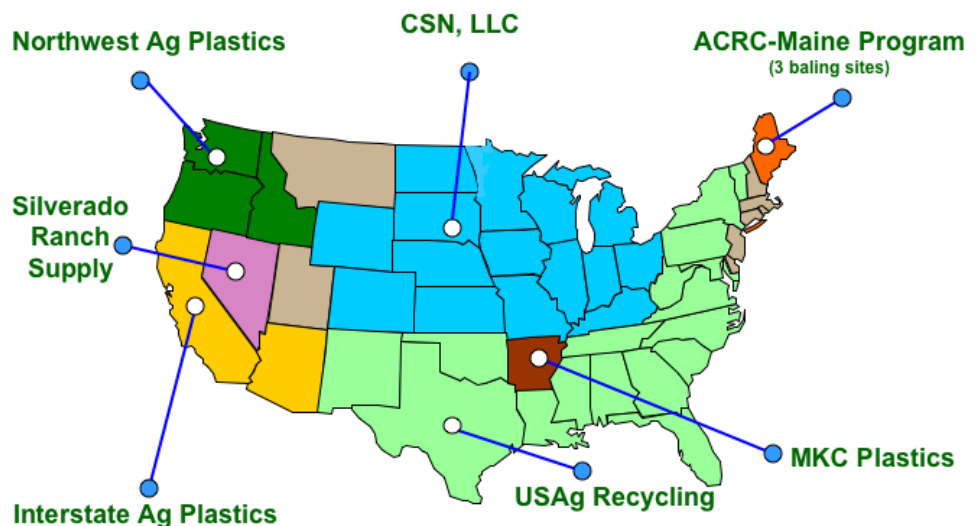 CSN, LLC
Northwest Ag Plastics
ACRC-Maine Program
(3 baling sites)
Silverado
Ranch
Supply
MKC Plastics
USAg Recycling
Interstate Ag Plastics